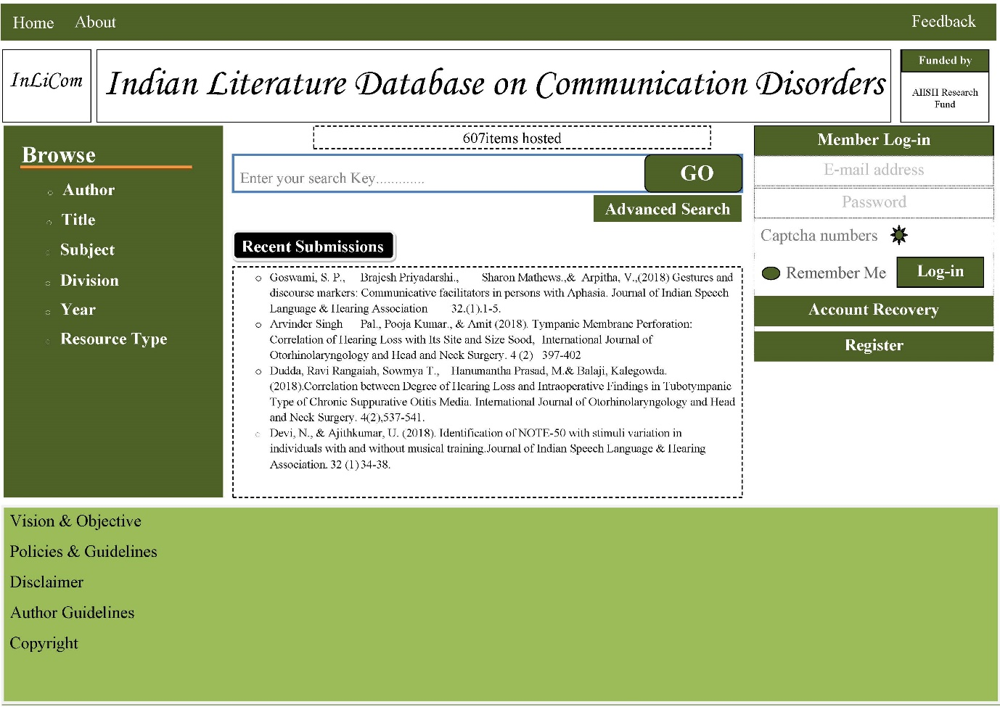 Home About Feedback
InLiCom
Indian Literature Database on Communication Disorders
Funded by
AIISH Research
Fund
Browse
Author
Title
Subject
Division
Year
Resource Type
607items hosted
Enter your search Key.............
GO
Advanced Search
Recent Submissions
Goswami, S. P., Brajesh Priyadarshi., Sharon Mathews.,& Arpitha, V.,(2018) Gestures and
discourse markers: Communicative facilitators in persons with Aphasia. Journal of Indian Speech
Language & Hearing Association 32.(1).1-5.
Arvinder Singh Pal., Pooja Kumar., & Amit (2018). Tympanic Membrane Perforation:
Correlation of Hearing Loss with Its Site and Size Sood, International Journal of
Otorhinolaryngology and Head and Neck Surgery. 4 (2) 397-402
Dudda, Ravi Rangaiah, Sowmya T., Hanumantha Prasad, M.& Balaji, Kalegowda.
(2018).Correlation between Degree of Hearing Loss and Intraoperative Findings in Tubotympanic
Type of Chronic Suppurative Otitis Media. International Journal of Otorhinolaryngology and Head
and Neck Surgery. 4(2),537-541.
Devi, N., & Ajithkumar, U. (2018). Identification of NOTE-50 with stimuli variation in
individuals with and without musical training.Journal of Indian Speech Language & Hearing
Association. 32 (1)34-38.
Member Log-in
E-mail address
Password
Captcha numbers
Remember Me Log-in
Account Recovery
Register
Vision & Objective
Policies & Guidelines
Disclaimer
Author Guidelines
Copyright